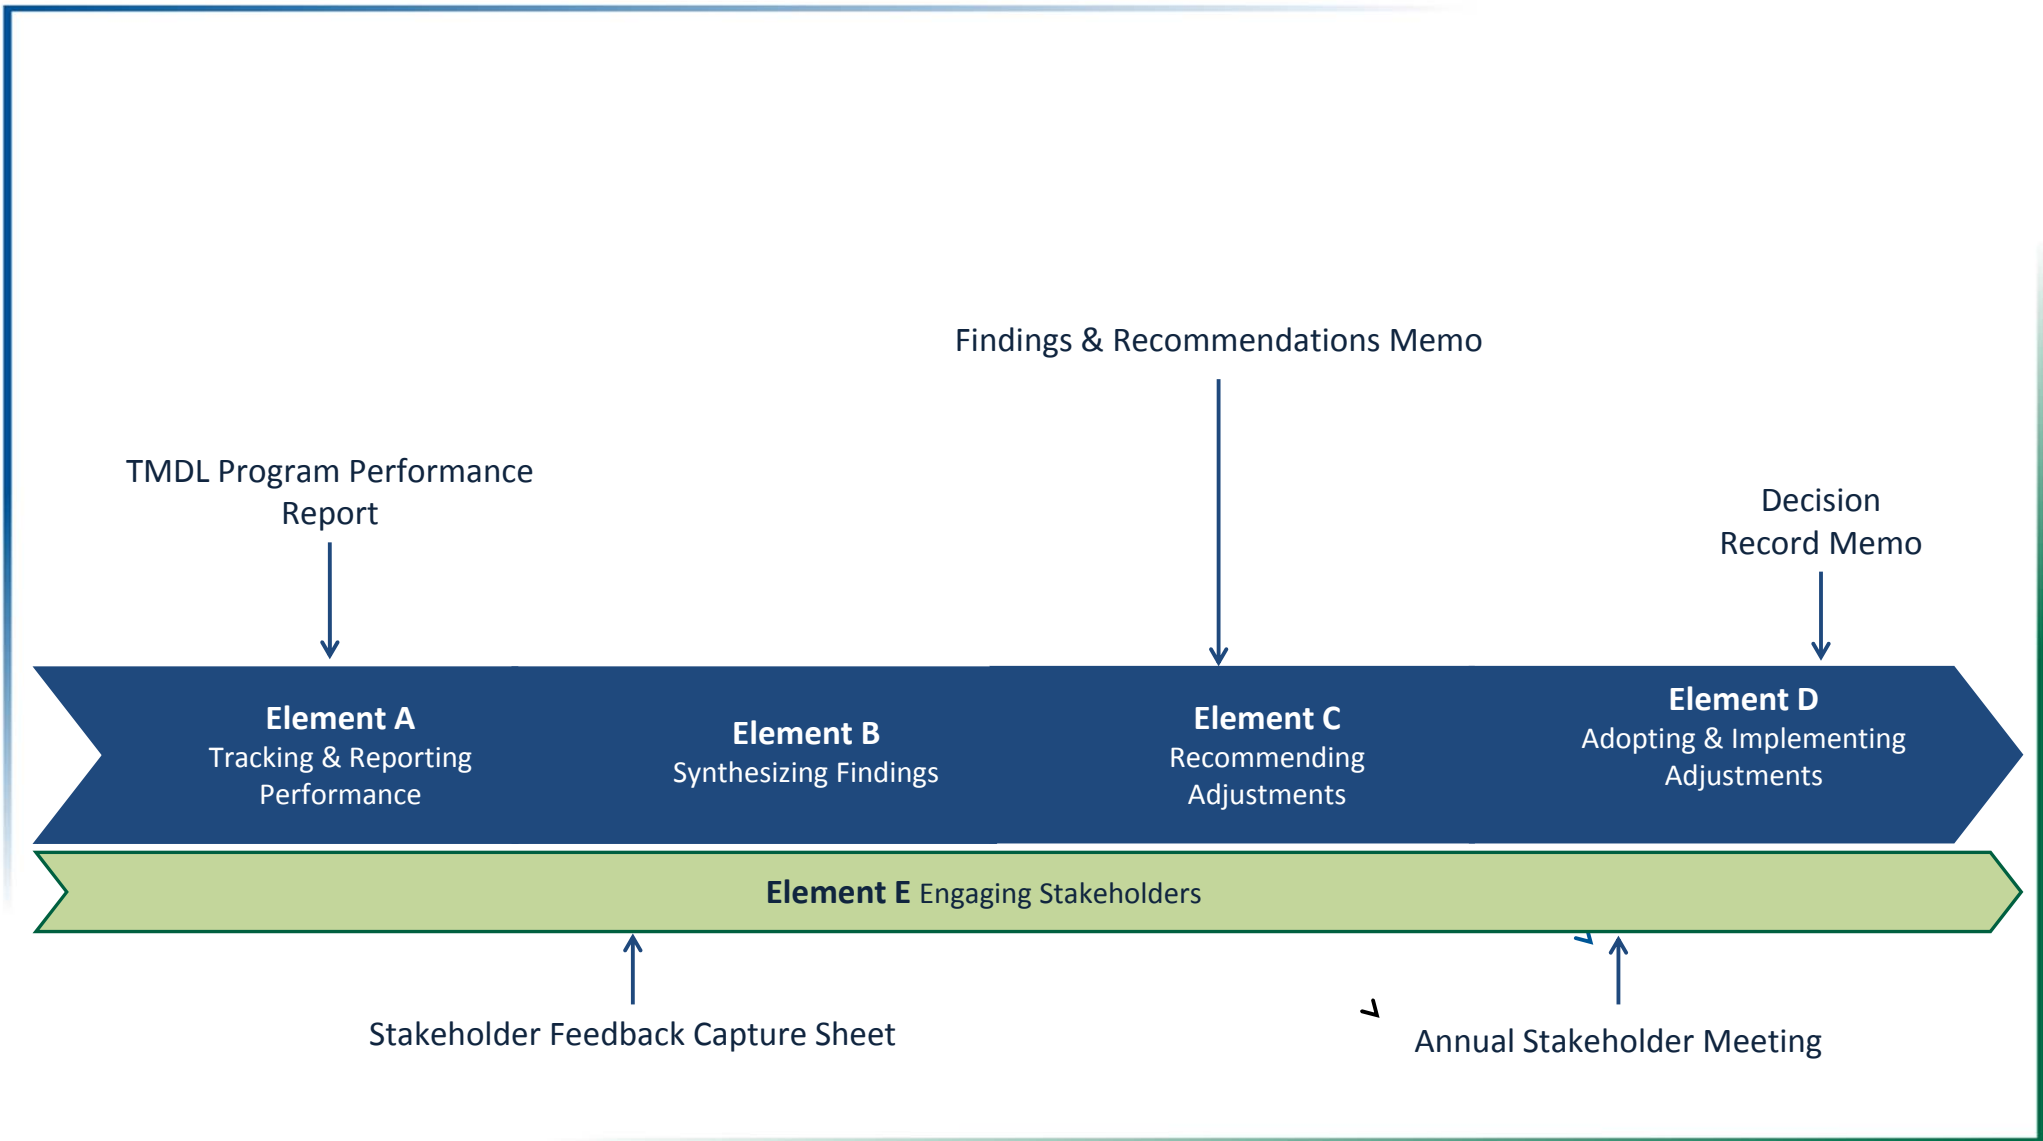 Findings & Recommendations Memo
TMDL Program Performance
Report
Decision
Record Memo
Element A
Tracking & Reporting
Performance
Element B
Synthesizing Findings
Element C
Recommending
Adjustments
Element D
Adopting & Implementing
Adjustments
Element E Engaging Stakeholders
Stakeholder Feedback Capture Sheet
Annual Stakeholder Meeting